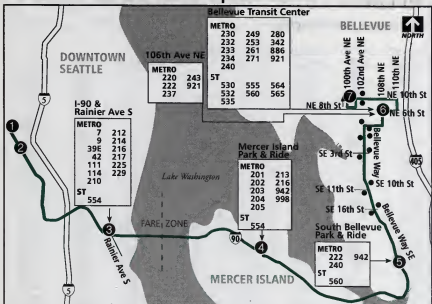 Bellevue Transit Center
METRO
230 249 280
232 253 342
233 261 886
234 271 921
240
ST
530 555 564
532 560 565
535
BELLEVUE
NORTH
DOWNTOWN
SEATTLE
106th Ave NE
METRO
220 243
222 921
237
100th Ave NE
102nd Ave NE
108th NE
110th NE
7
NE 10th St
NE 8th St
6
NE 6th St
5
I-90 &
Rainier Ave S
METRO
7 212
9 214
39E 216
42 217
111 225
114 229
210
ST
554
1
2
405
Bellevue Way
SE 3rd St
Mercer Island
Park & Ride
METRO
201 213
202 216
203 942
204 998
205
ST
554
Lake Washington
SE 10th St
SE 11th St
SE 16th St
Bellevue Way SE
FARE ZONE
3
Rainier Ave S
90
4
South Bellevue
Park & Ride
METRO
222 942
240
ST
560
5
5
MERCER ISLAND